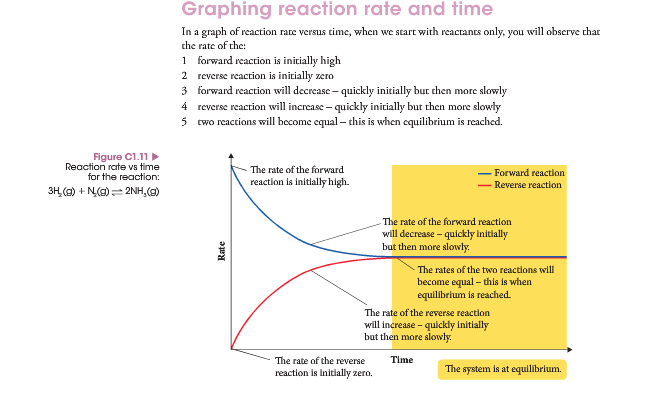 Graphing reaction rate and time
In a graph of reaction rate versus time, when we start with reactants only, you will observe that
the rate of the:
1 forward reaction is initially high
2 reverse reaction is initially zero
3 forward reaction will decrease – quickly initially but then more slowly
4 reverse reaction will increase – quickly initially but then more slowly
5 two reactions will become equal – this is when equilibrium is reached.
Figure C1.11 ▶
Reaction rate vs time
for the reaction:
3H₂(g) + N₂(g) ⇌ 2NH₃(g)
The rate of the forward
reaction is initially high.
Forward reaction
Reverse reaction
The rate of the forward reaction
will decrease – quickly initially
but then more slowly.
Rate
The rates of the two reactions will
become equal – this is when
equilibrium is reached.
The rate of the reverse reaction
will increase – quickly initially
but then more slowly.
The rate of the reverse
reaction is initially zero.
Time
The system is at equilibrium.